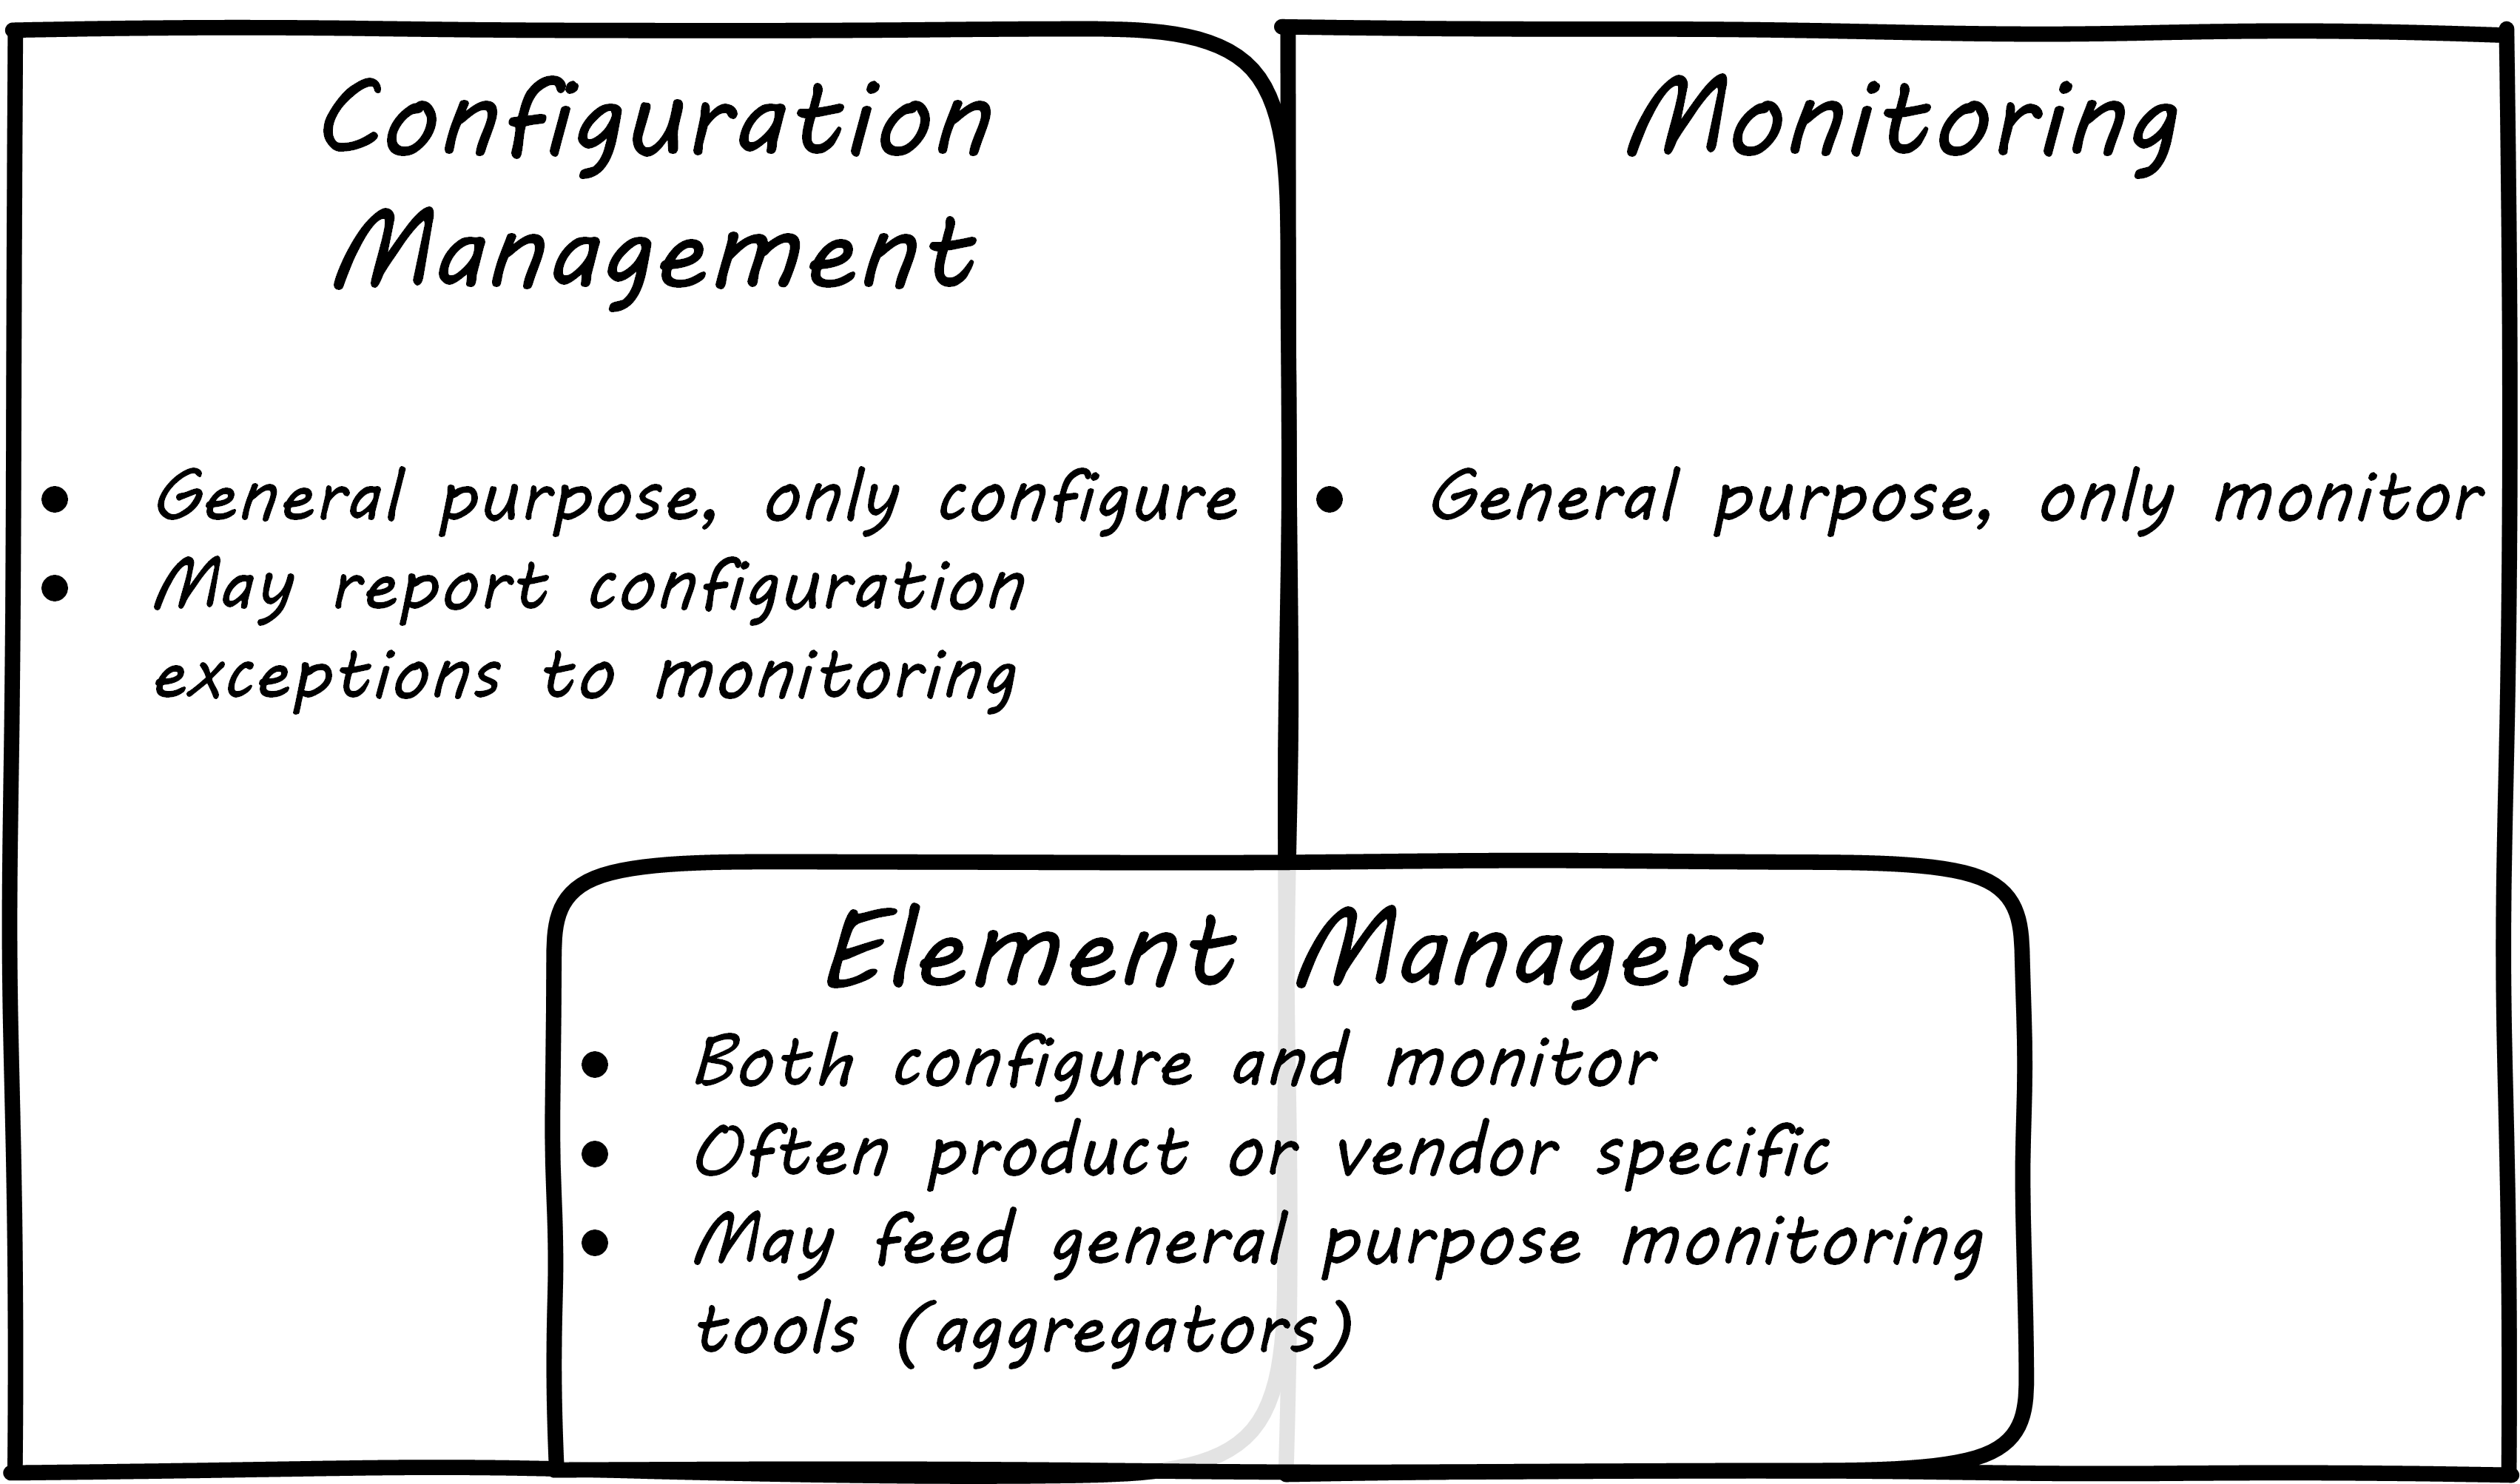 Configuration
Management
• General purpose, only configure
• May report configuration
exceptions to monitoring
Monitoring
• General purpose, only monitor
Element Managers
• Both configure and monitor
• Often product or vendor specific
• May feed general purpose monitoring
tools (aggregators)